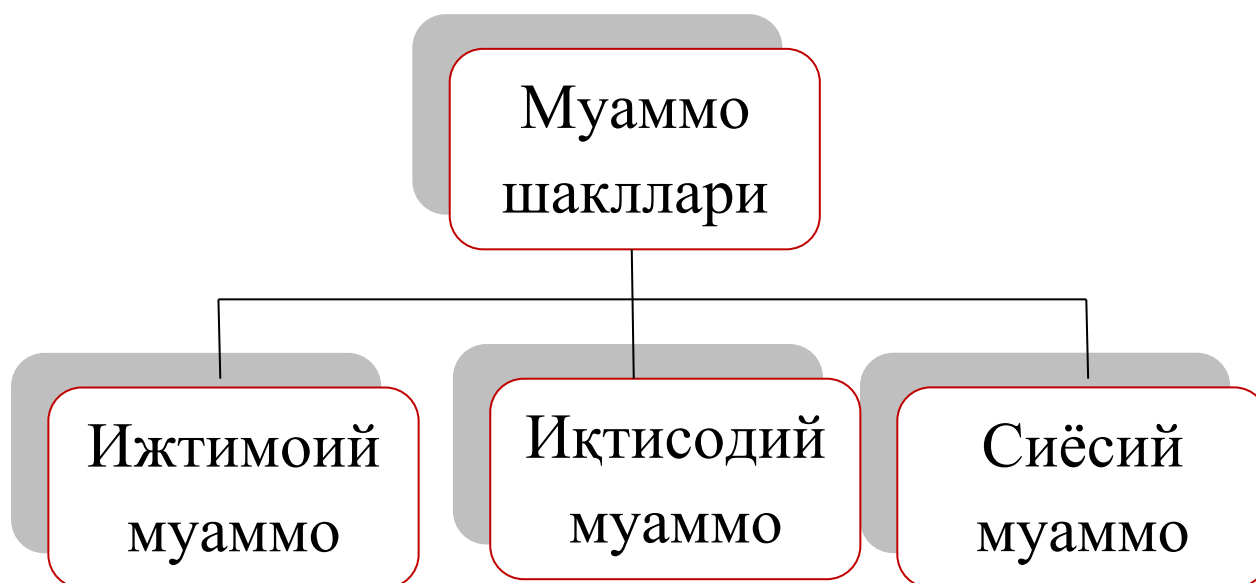 Муаммо
шакллари
Ижтимоий
муаммо
Иқтисодий
муаммо
Сиёсий
муаммо